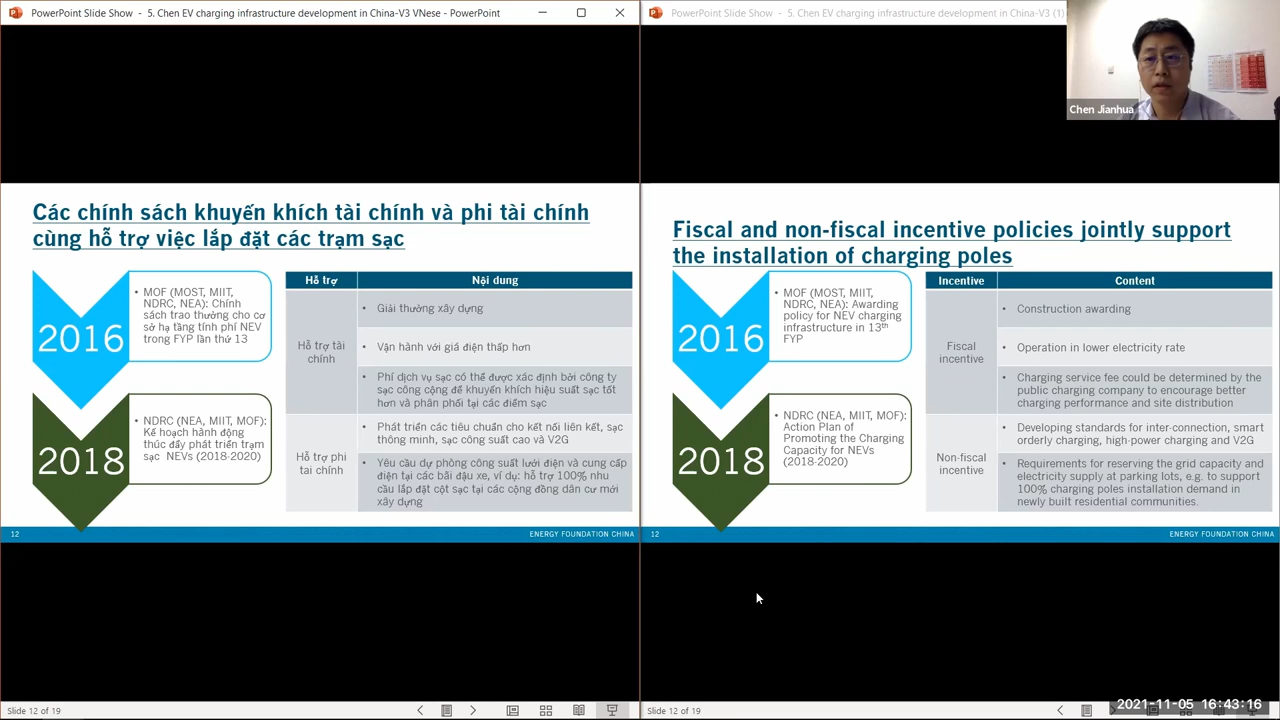 PowerPoint Slide Show - 5. Chen EV charging infrastructure development in China-V3 VNese - PowerPoint
Các chính sách khuyến khích tài chính và phi tài chính
cùng hỗ trợ việc lắp đặt các trạm sạc
2016
• MOF (MOST, MIIT,
NDRC, NEA): Chính
sách trao thưởng cho cơ
sở hạ tầng tính phí NEV
trong FYP lần thứ 13
2018
• NDRC (NEA, MIIT, MOF):
Kế hoạch hành động
thúc đẩy phát triển trạm
sạc NEVs (2018-2020)
Hỗ trợ
Nội dung
Hỗ trợ tài
chính
• Giải thưởng xây dựng
• Vận hành với giá điện thấp hơn
• Phí dịch vụ sạc có thể được xác định bởi công ty
sạc công cộng để khuyến khích hiệu suất sạc tốt
hơn và phân phối tại các điểm sạc
Hỗ trợ phi
tai chính
• Phát triển các tiêu chuẩn cho kết nối liên kết, sạc
thông minh, sạc công suất cao và V2G
• Yêu cầu dự phòng công suất lưới điện và cung cấp
điện tại các bãi đậu xe, ví dụ: hỗ trợ 100% nhu
cầu lắp đặt cột sạc tại các cộng đồng dân cư mới
xây dựng
12
ENERGY FOUNDATION CHINA
Slide 12 of 19
PowerPoint Slide Show - 5. Chen EV charging infrastructure development in China-V3 (1)
Chen Jianhua
Fiscal and non-fiscal incentive policies jointly support
the installation of charging poles
2016
• MOF (MOST, MIIT,
NDRC, NEA): Awarding
policy for NEV charging
infrastructure in 13th
FYP
2018
• NDRC (NEA, MIIT, MOF):
Action Plan of
Promoting the Charging
Capacity for NEVs
(2018-2020)
Incentive
Content
Fiscal
incentive
• Construction awarding
• Operation in lower electricity rate
• Charging service fee could be determined by the
public charging company to encourage better
charging performance and site distribution
Non-fiscal
incentive
• Developing standards for inter-connection, smart
orderly charging, high-power charging and V2G
• Requirements for reserving the grid capacity and
electricity supply at parking lots, e.g. to support
100% charging poles installation demand in
newly built residential communities.
12
ENERGY FOUNDATION CHINA
Slide 12 of 19
2021-11-05 16:43:16